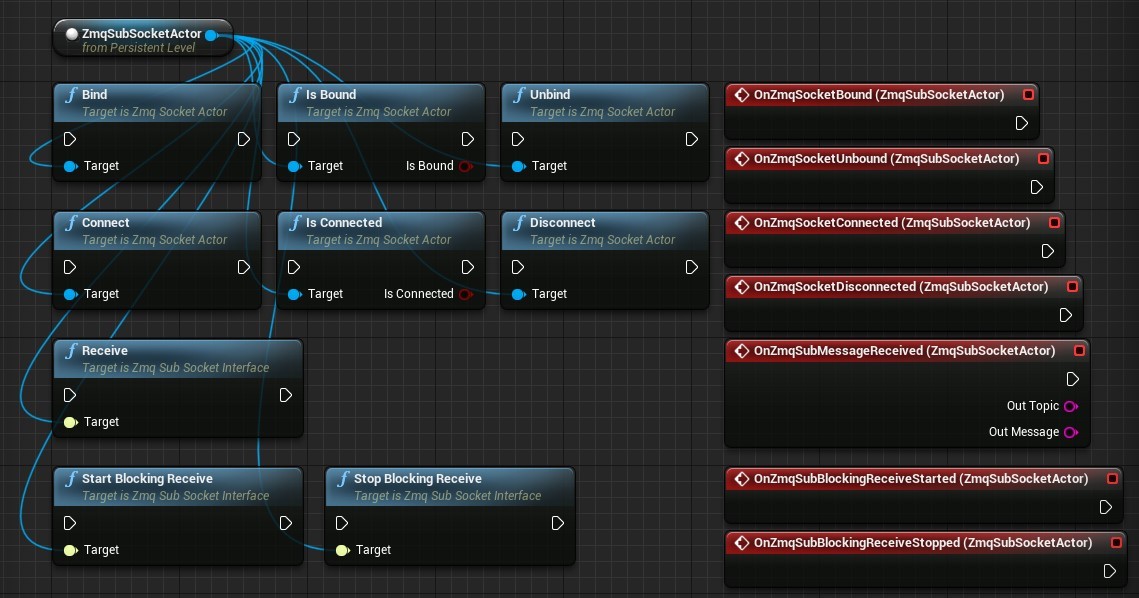 ZmqSubSocketActor
from Persistent Level
Bind
Target is Zmq Socket Actor
Target
Is Bound
Target is Zmq Socket Actor
Target
Is Bound
Unbind
Target is Zmq Socket Actor
Target
OnZmqSocketBound (ZmqSubSocketActor)
OnZmqSocketUnbound (ZmqSubSocketActor)
Connect
Target is Zmq Socket Actor
Target
Is Connected
Target is Zmq Socket Actor
Target
Is Connected
Disconnect
Target is Zmq Socket Actor
Target
OnZmqSocketConnected (ZmqSubSocketActor)
OnZmqSocketDisconnected (ZmqSubSocketActor)
Receive
Target is Zmq Sub Socket Interface
Target
OnZmqSubMessageReceived (ZmqSubSocketActor)
Out Topic
Out Message
Start Blocking Receive
Target is Zmq Sub Socket Interface
Target
Stop Blocking Receive
Target is Zmq Sub Socket Interface
Target
OnZmqSubBlockingReceiveStarted (ZmqSubSocketActor)
OnZmqSubBlockingReceiveStopped (ZmqSubSocketActor)